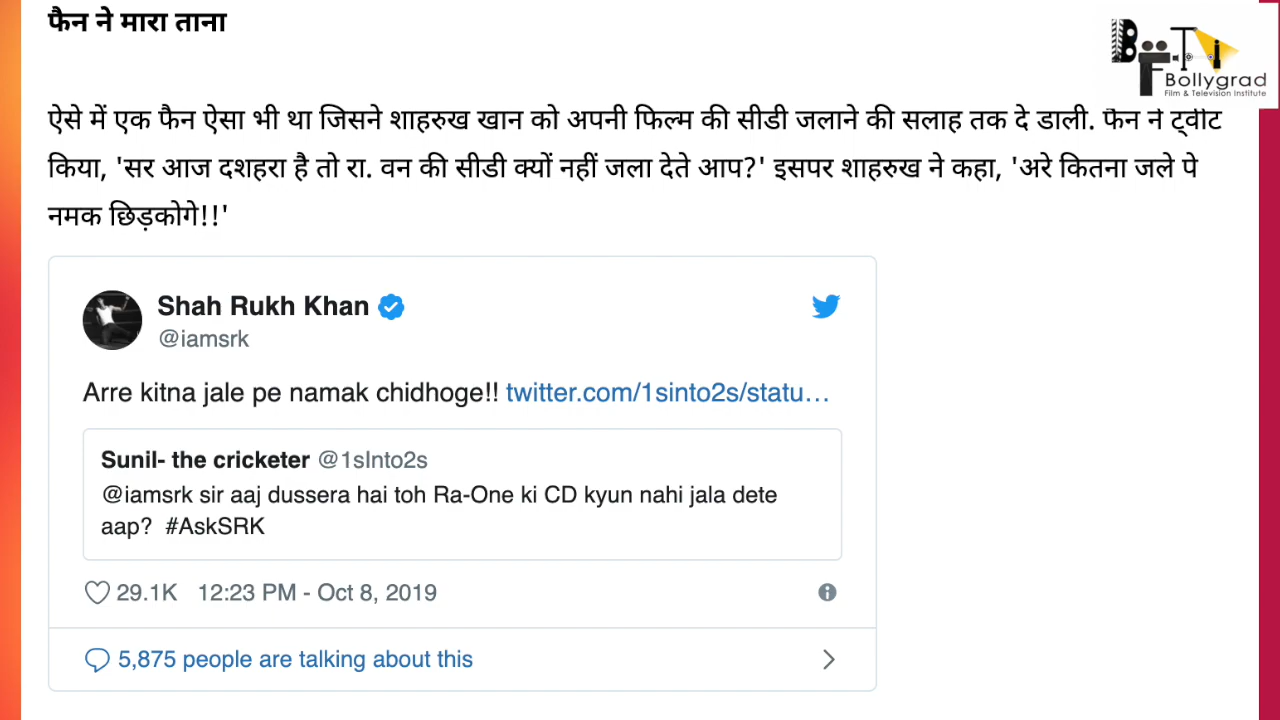 फैन ने मारा ताना
BFTi
Bollygrad
Film & Television Institute
ऐसे में एक फैन ऐसा भी था जिसने शाहरुख खान को अपनी फिल्म की सीडी जलाने की सलाह तक दे डाली. फैन ने ट्वीट
किया, 'सर आज दशहरा है तो रा. वन की सीडी क्यों नहीं जला देते आप?' इसपर शाहरुख ने कहा, 'अरे कितना जले पे
नमक छिड़कोगे!!'
Shah Rukh Khan
@iamsrk
Arre kitna jale pe namak chidhoge!! twitter.com/1sinto2s/statu…
Sunil- the cricketer @1sInto2s
@iamsrk sir aaj dussera hai toh Ra-One ki CD kyun nahi jala dete
aap? #AskSRK
29.1K 12:23 PM - Oct 8, 2019
5,875 people are talking about this